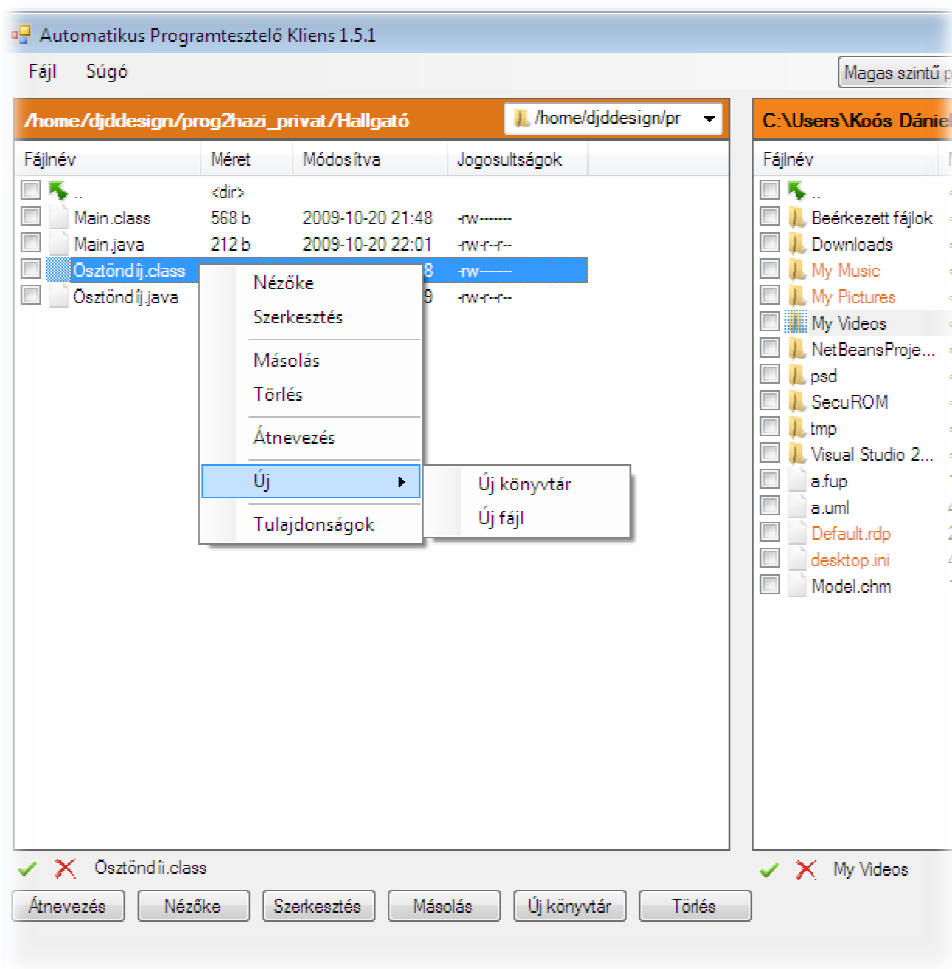 Automatikus Programtesztelő Kliens 1.5.1
Fájl Súgó
Magas szintű
/home/djddesign/prog2hazi_privat/Hallgató /home/djddesign/pr
Fájlnév Méret Módosítva Jogosultságok
.. <dir>
Main.class 568 b 2009-10-20 21:48 -rw-------
Main.java 212 b 2009-10-20 22:01 -rw-r--r--
Ösztöndíj.class 8 -rw-------
Ösztöndíj.java 9 -rw-r--r--
Nézőke
Szerkesztés
Másolás
Törlés
Átnevezés
Új
Tulajdonságok
Új könyvtár
Új fájl
C:\Users\Koós Dániel
Fájlnév
..
Beérkezett fájlok
Downloads
My Music
My Pictures
My Videos
NetBeansProje...
psd
SecuROM
tmp
Visual Studio 2...
a.fup
a.uml
Default.rdp
desktop.ini
Model.chm
Ösztöndíj.class
My Videos
Átnevezés Nézőke Szerkesztés Másolás Új könyvtár Törlés